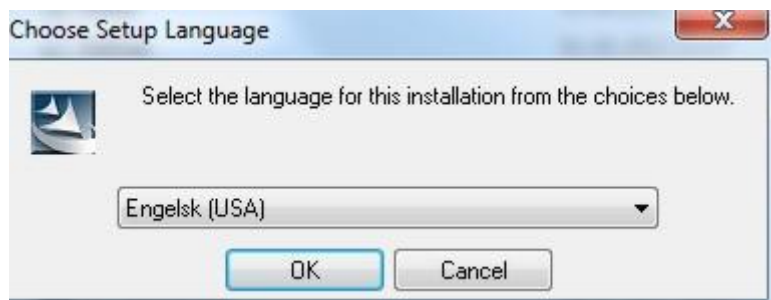 Choose Setup Language
Select the language for this installation from the choices below.
Engelsk (USA)
OK
Cancel